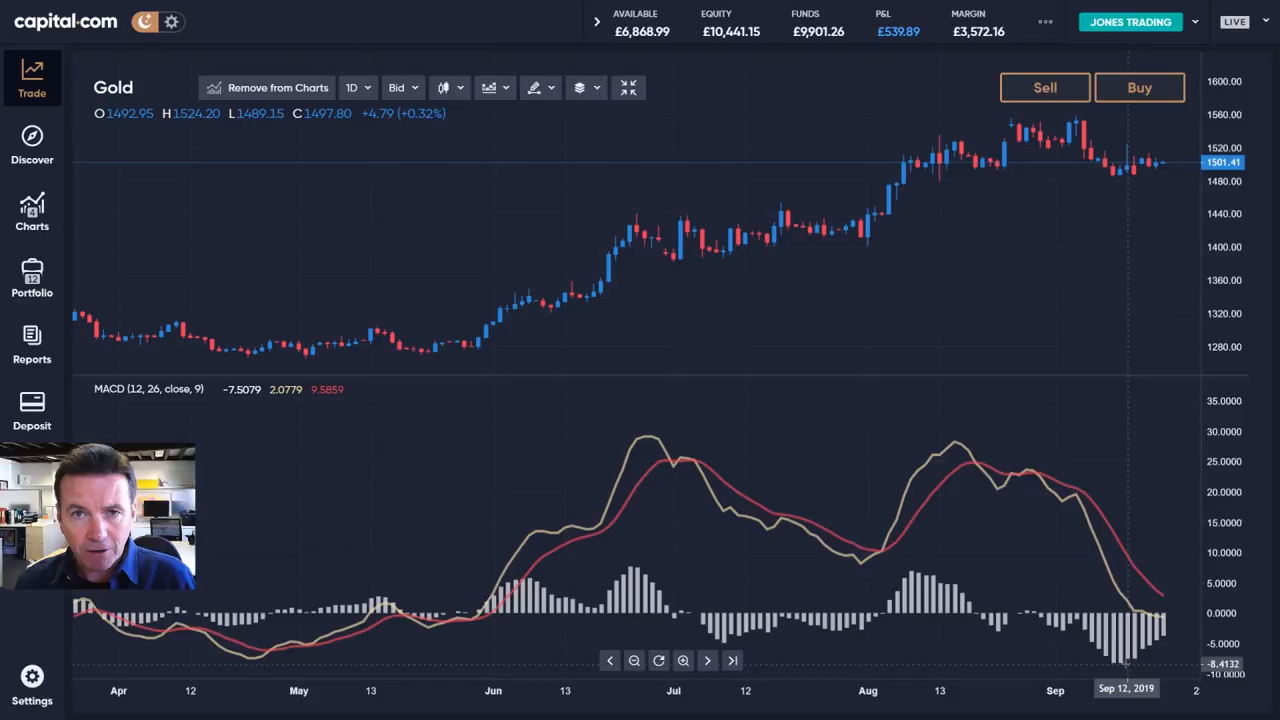 capital.com
AVAILABLE EQUITY FUNDS P&L MARGIN
£6,868.99 £10,441.15 £9,901.26 £539.89 £3,572.16
JONES TRADING
LIVE
Trade
Discover
4
Charts
12
Portfolio
Reports
Deposit
Settings
Gold
Remove from Charts
1D
Bid
Sell
Buy
O1492.95 H1524.20 L1489.15 C1497.80 +4.79 (+0.32%)
1600.00
1560.00
1520.00
1501.41
1480.00
1440.00
1400.00
1360.00
1320.00
1280.00
MACD (12, 26, close, 9) -7.5079 2.0779 9.5859
35.0000
30.0000
25.0000
20.0000
15.0000
10.0000
5.0000
0.0000
-5.0000
-8.4132
-10.0000
Apr 12 May 13 Jun 13 Jul 12 Aug 13 Sep Sep 12, 2019 2